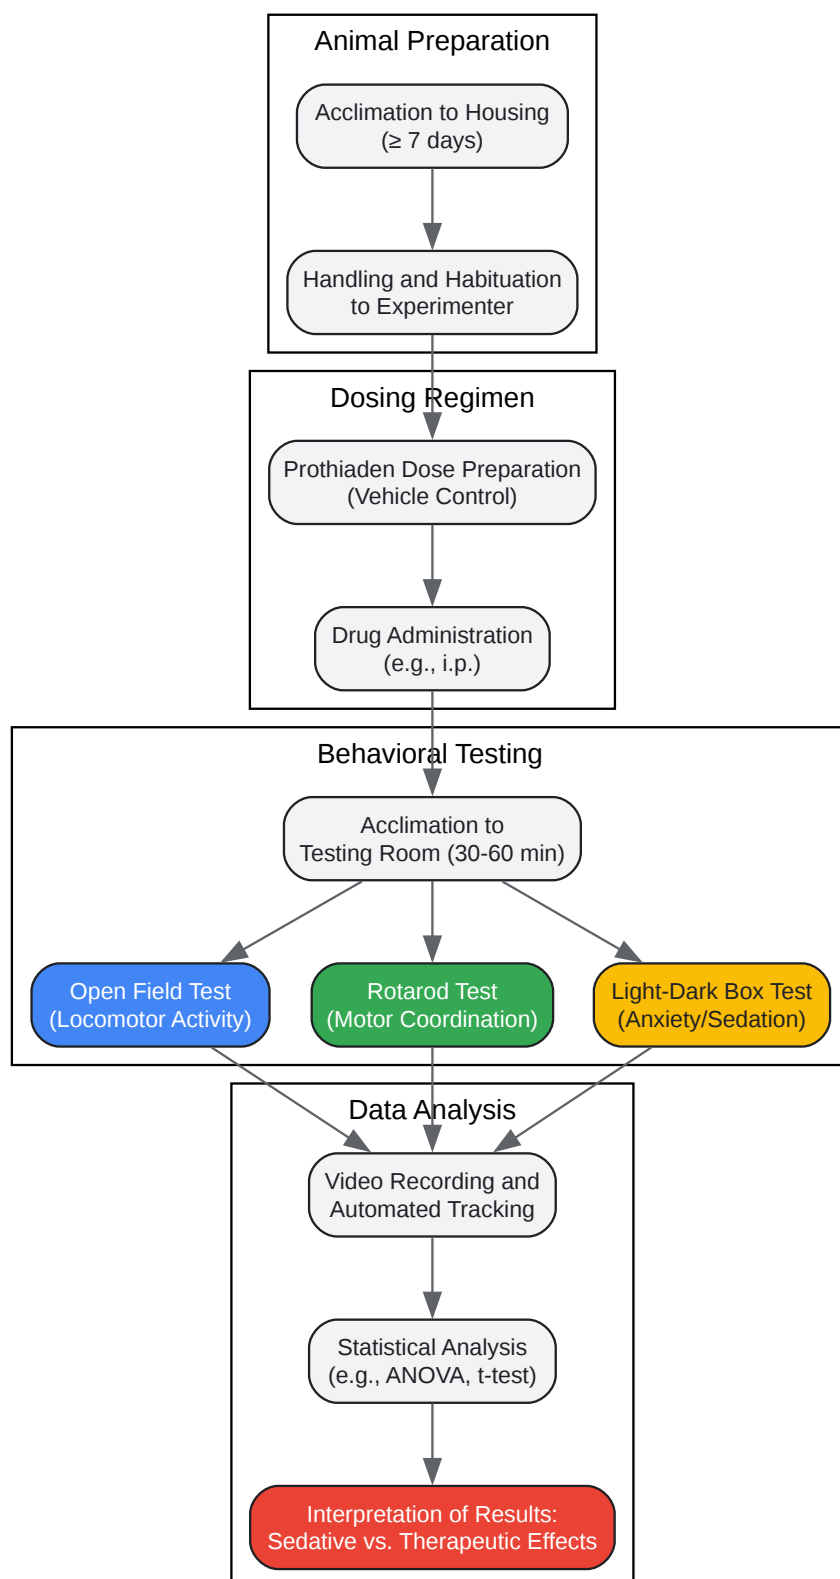 Animal Preparation
Acclimation to Housing
(≥ 7 days)
Handling and Habituation
to Experimenter
Dosing Regimen
Prothiaden Dose Preparation
(Vehicle Control)
Drug Administration
(e.g., i.p.)
Behavioral Testing
Acclimation to
Testing Room (30-60 min)
Open Field Test
(Locomotor Activity)
Rotarod Test
(Motor Coordination)
Light-Dark Box Test
(Anxiety/Sedation)
Data Analysis
Video Recording and
Automated Tracking
Statistical Analysis
(e.g., ANOVA, t-test)
Interpretation of Results:
Sedative vs. Therapeutic Effects